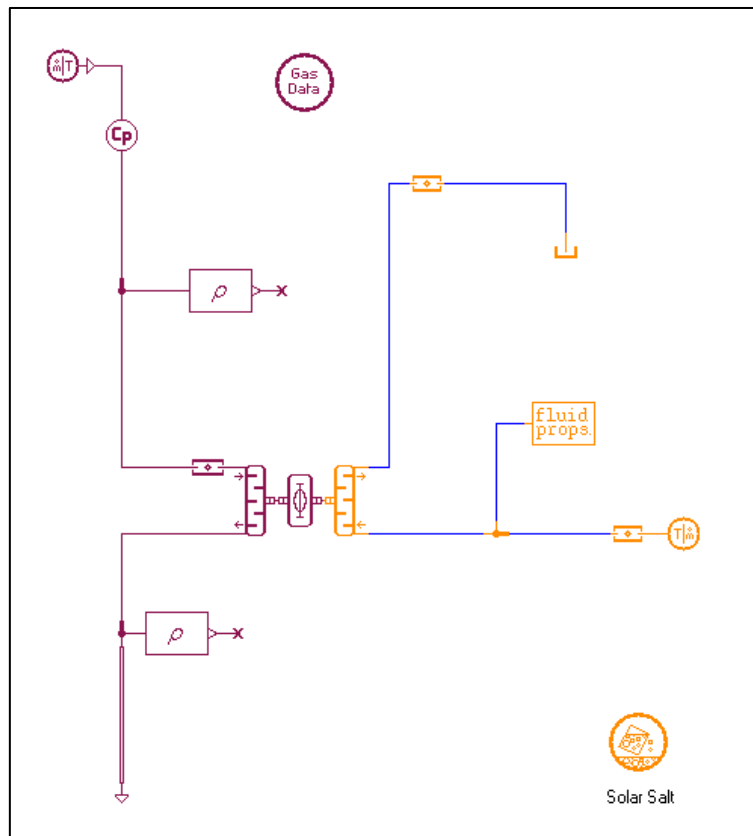 ṁ|T
Gas
Data
Cp
ρ
fluid
props.
T|ṁ
ρ
Solar Salt